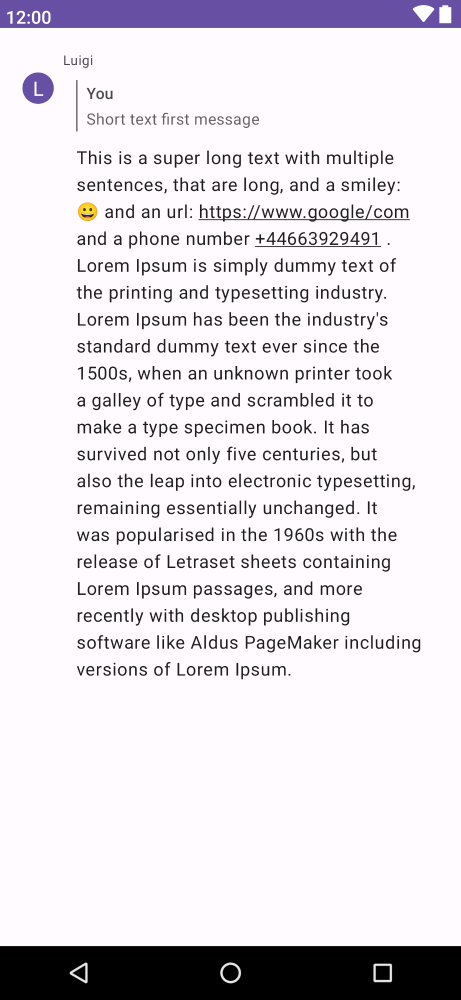 12:00
Luigi
L
You
Short text first message
This is a super long text with multiple
sentences, that are long, and a smiley:
😀 and an url: https://www.google/com
and a phone number +44663929491 .
Lorem Ipsum is simply dummy text of
the printing and typesetting industry.
Lorem Ipsum has been the industry's
standard dummy text ever since the
1500s, when an unknown printer took
a galley of type and scrambled it to
make a type specimen book. It has
survived not only five centuries, but
also the leap into electronic typesetting,
remaining essentially unchanged. It
was popularised in the 1960s with the
release of Letraset sheets containing
Lorem Ipsum passages, and more
recently with desktop publishing
software like Aldus PageMaker including
versions of Lorem Ipsum.